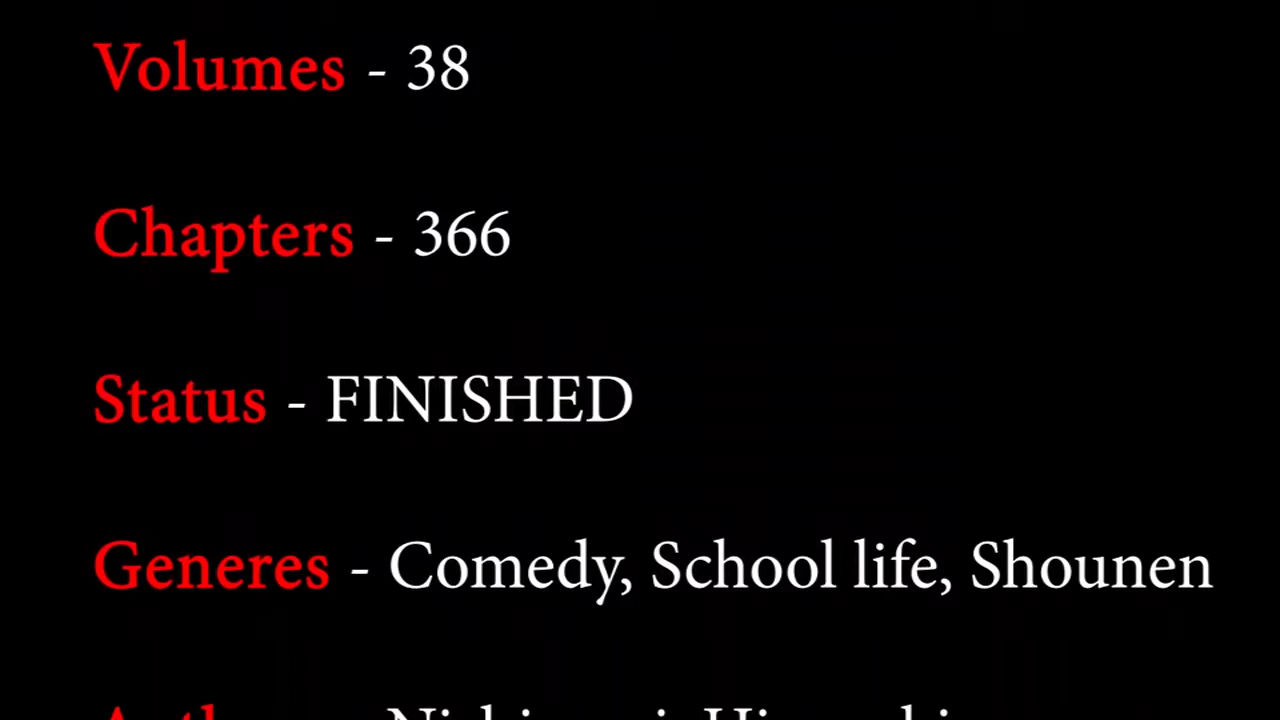 Volumes - 38
Chapters - 366
Status - FINISHED
Generes - Comedy, School life, Shounen